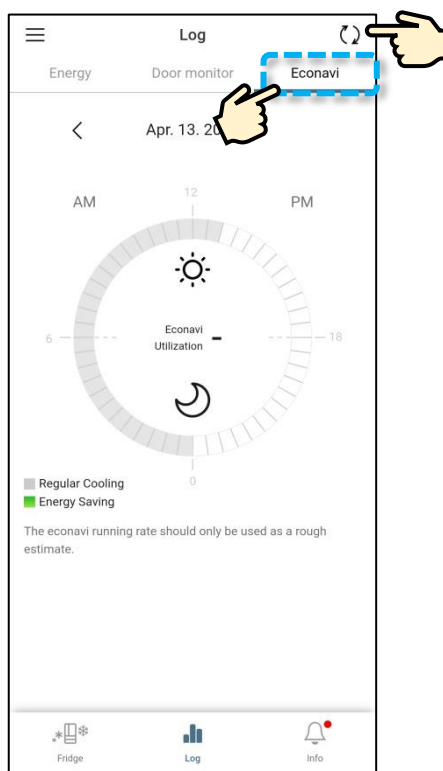 Log
Energy
Door monitor
Econavi
Apr. 13. 20
AM
12
PM
6
Econavi
Utilization -
18
0
Regular Cooling
Energy Saving
The econavi running rate should only be used as a rough
estimate.
Fridge
Log
Info